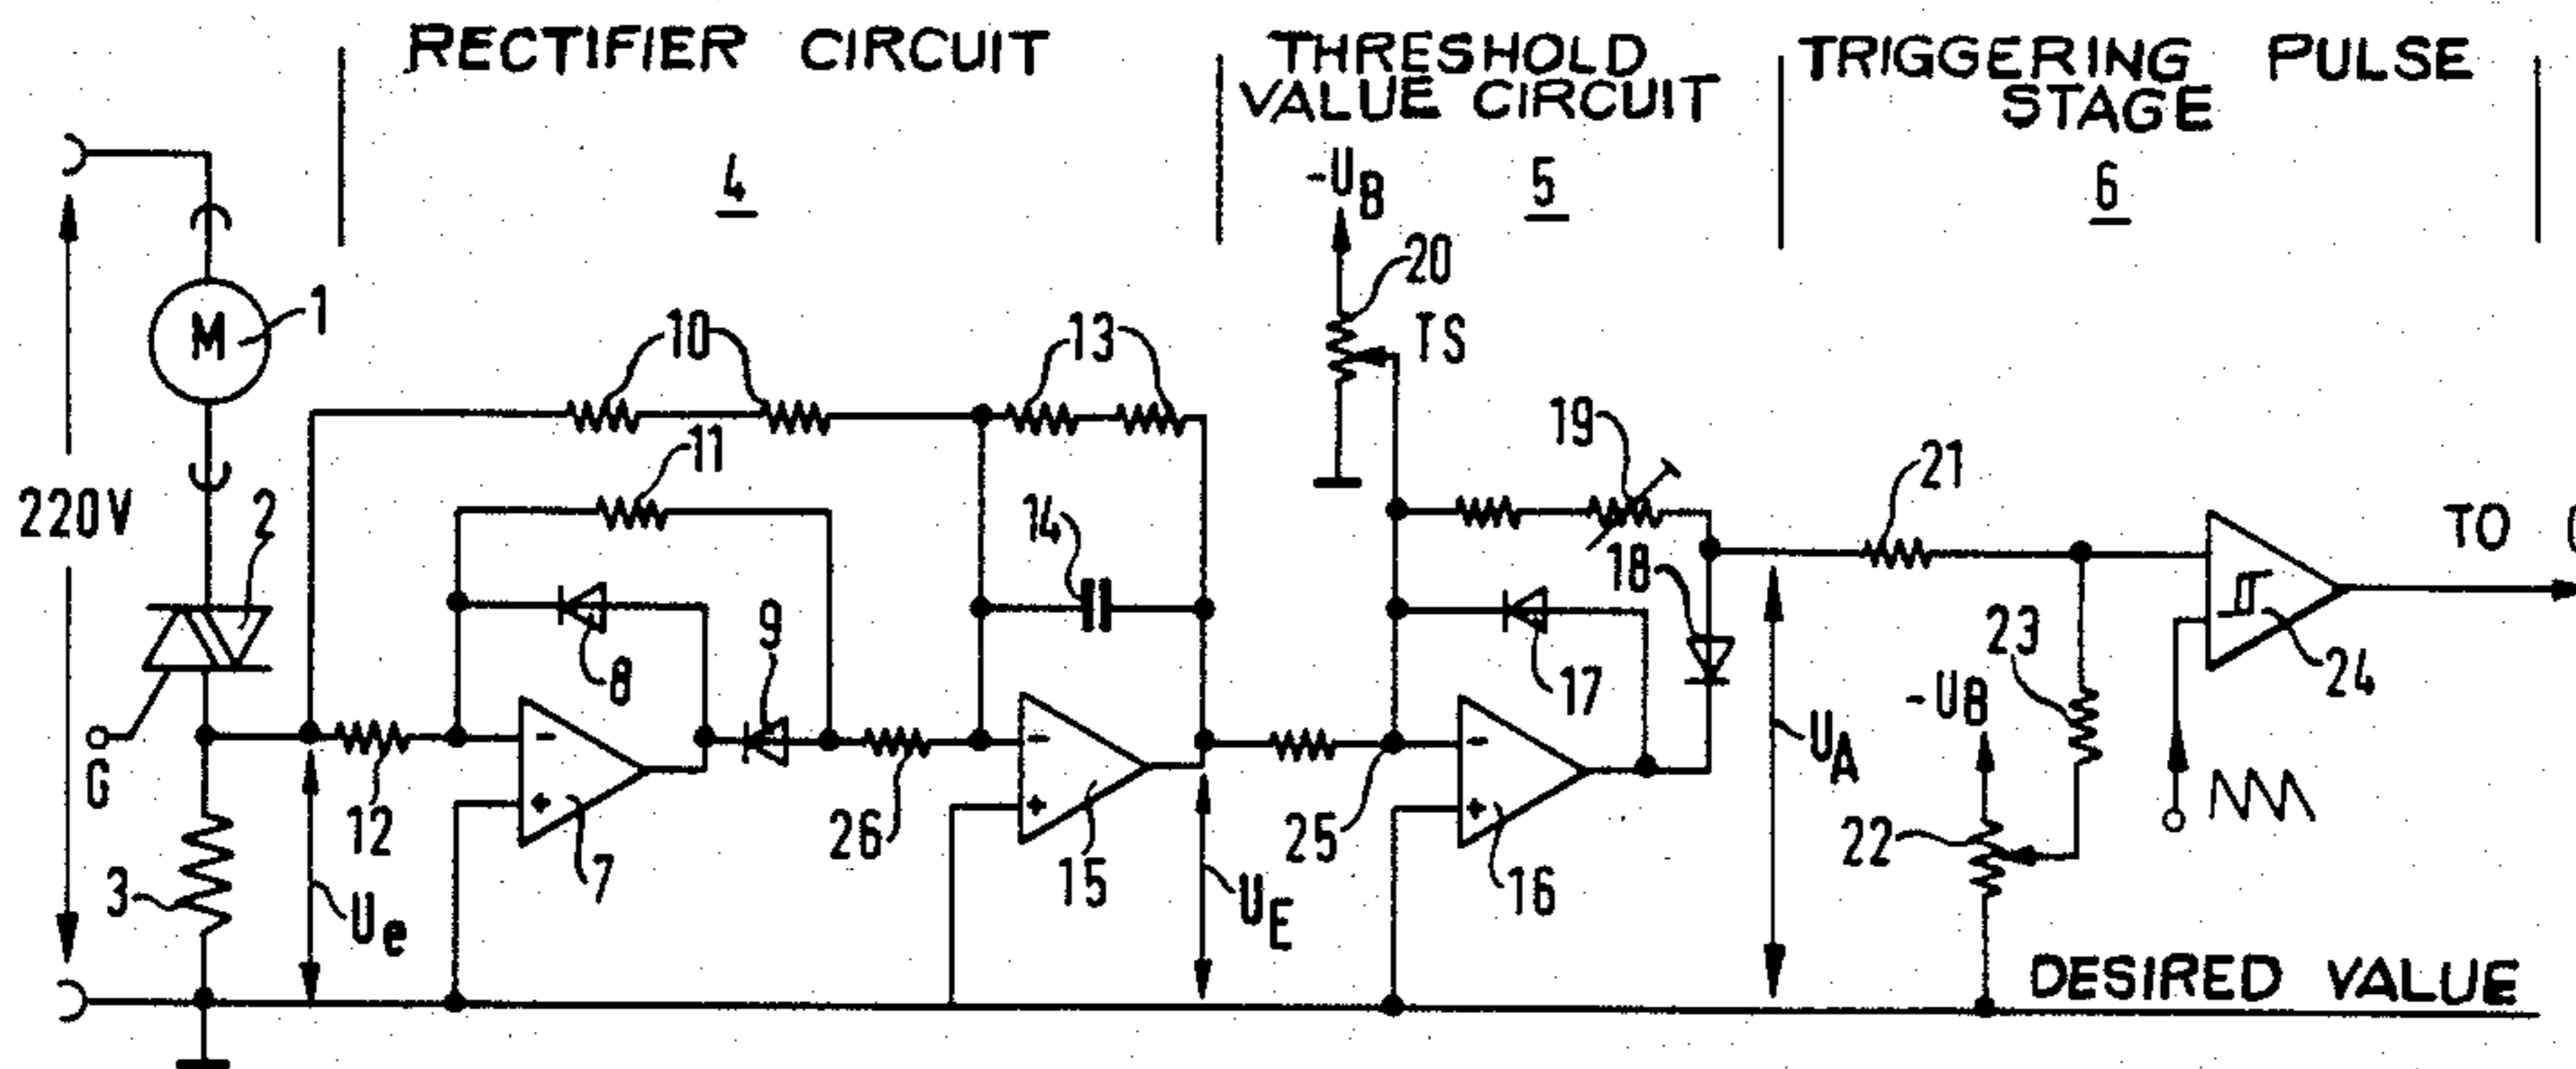 RECTIFIER CIRCUIT
THRESHOLD
VALUE CIRCUIT
TRIGGERING PULSE
STAGE
4
5
6
-UB
20
TS
M
1
10
13
19
11
14
21
220V
2
18
TO
9
8
17
23
24
-UB
UA
G
12
7
26
15
25
16
22
3
Ue
UE
DESIRED VALUE